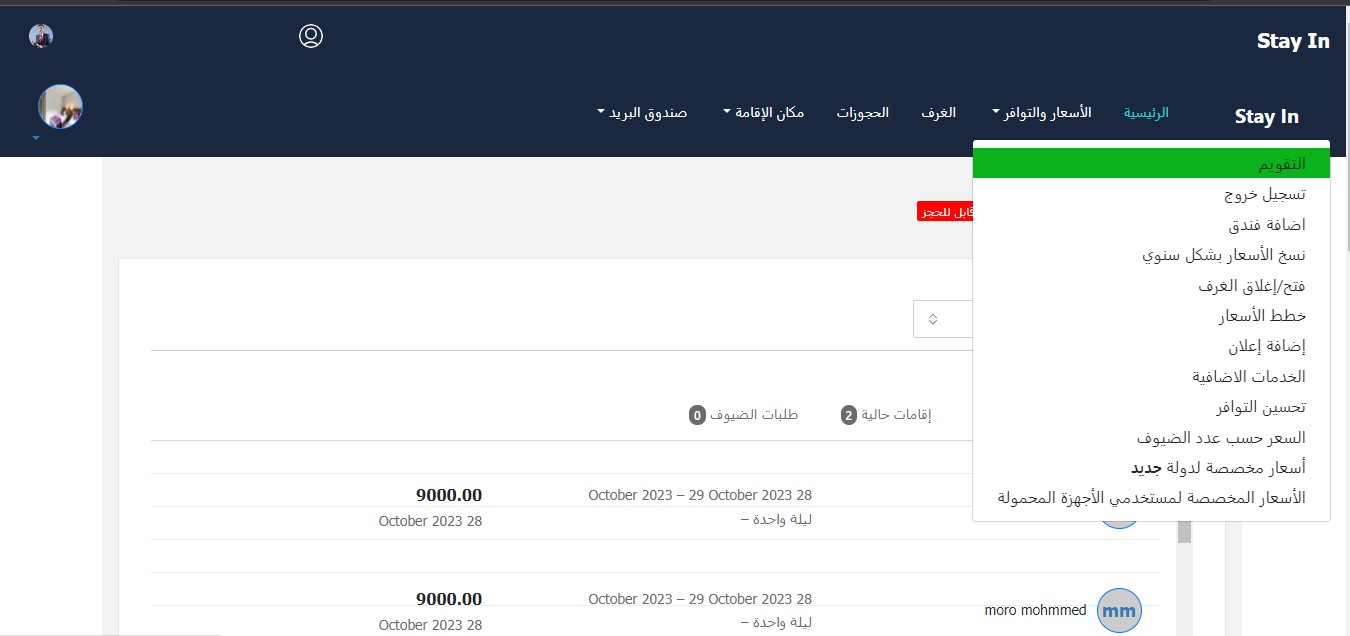 Stay In
Stay In
الرئيسية
الأسعار والتوافر
الغرف
الحجوزات
مكان الإقامة
صندوق البريد
التقويم
تسجيل خروج
اضافة فندق
نسخ الأسعار بشكل سنوي
فتح/إغلاق الغرف
خطط الأسعار
إضافة إعلان
الخدمات الاضافية
تحسين التوافر
السعر حسب عدد الضيوف
أسعار مخصصة لدولة جديد
الأسعار المخصصة لمستخدمي الأجهزة المحمولة
قابل للحجز
إقامات حالية 2
طلبات الضيوف 0
October 2023 – 29 October 2023 28
ليلة واحدة –
9000.00
October 2023 28
mm
moro mohmmed
October 2023 – 29 October 2023 28
ليلة واحدة –
9000.00
October 2023 28